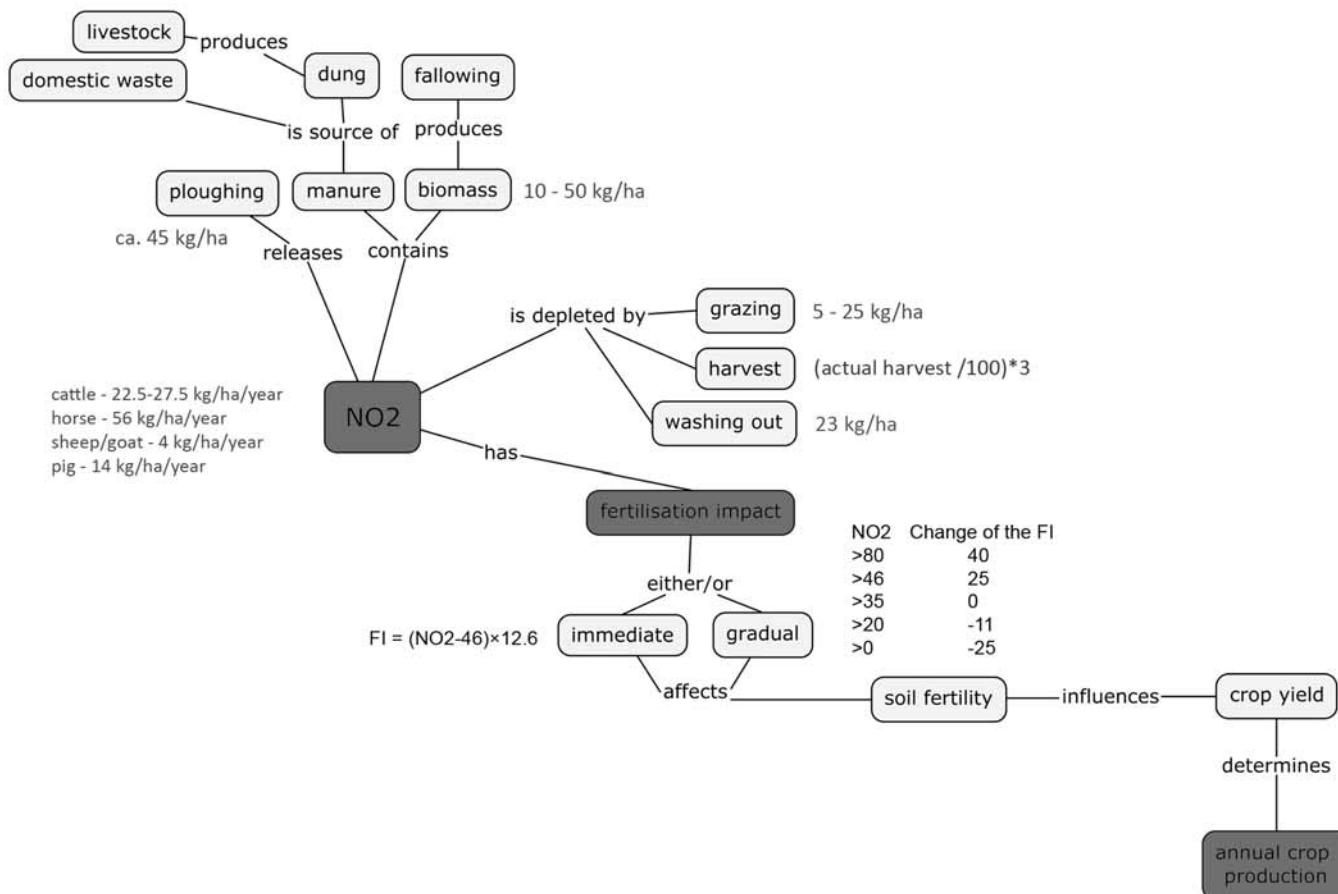 livestock
produces
domestic waste
dung
fallowing
is source of
produces
ploughing
manure
biomass
10 - 50 kg/ha
ca. 45 kg/ha
releases
contains
is depleted by
grazing
5 - 25 kg/ha
harvest
(actual harvest /100)*3
washing out
23 kg/ha
cattle - 22.5-27.5 kg/ha/year
horse - 56 kg/ha/year
sheep/goat - 4 kg/ha/year
pig - 14 kg/ha/year
NO2
has
fertilisation impact
NO2 Change of the FI
>80 40
>46 25
>35 0
>20 -11
>0 -25
either/or
FI = (NO2-46)×12.6
immediate
gradual
affects
soil fertility
influences
crop yield
determines
annual crop
production